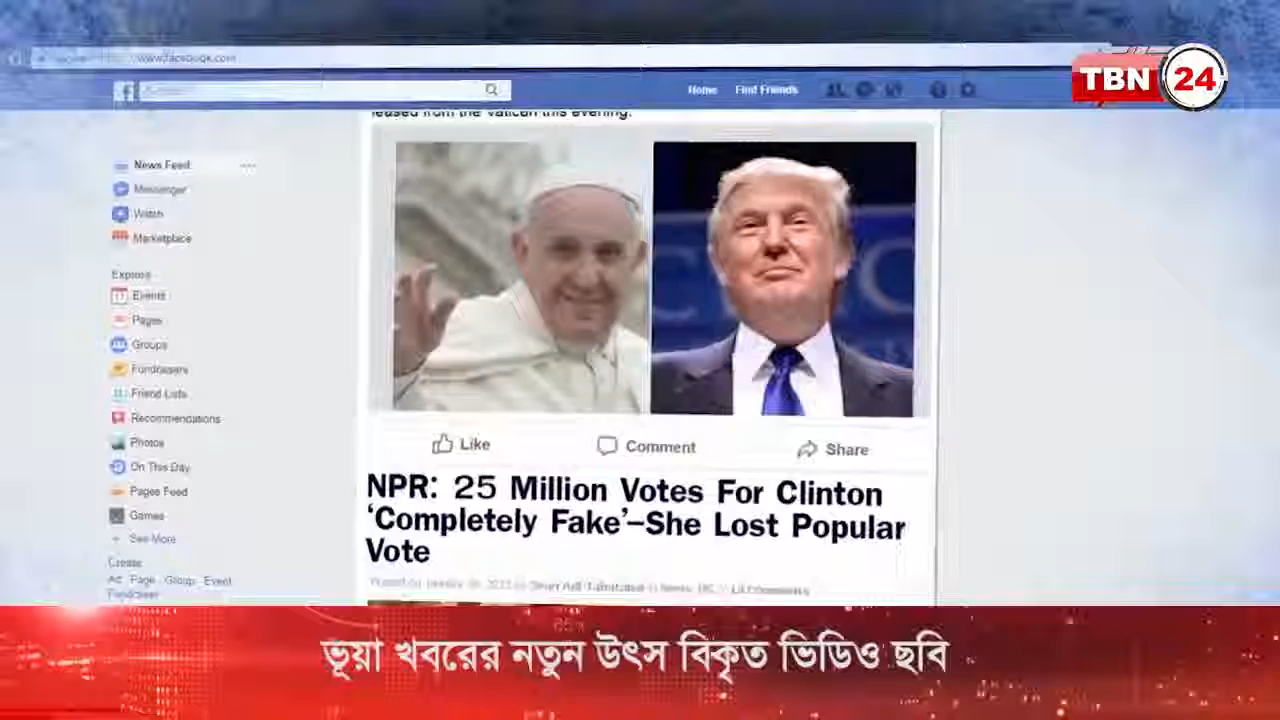 www.facebook.com
TBN 24
Home Find Friends
leased from the Vatican this evening.
News Feed
Messenger
Watch
Marketplace
Explore
Events
Pages
Groups
Fundraisers
Friend Lists
Recommendations
Photos
On This Day
Pages Feed
Games
See More
Create
Ad Page Group Event
Fundraiser
Like Comment Share
NPR: 25 Million Votes For Clinton
‘Completely Fake’–She Lost Popular
Vote
ভূয়া খবরের নতুন উৎস বিকৃত ভিডিও ছবি